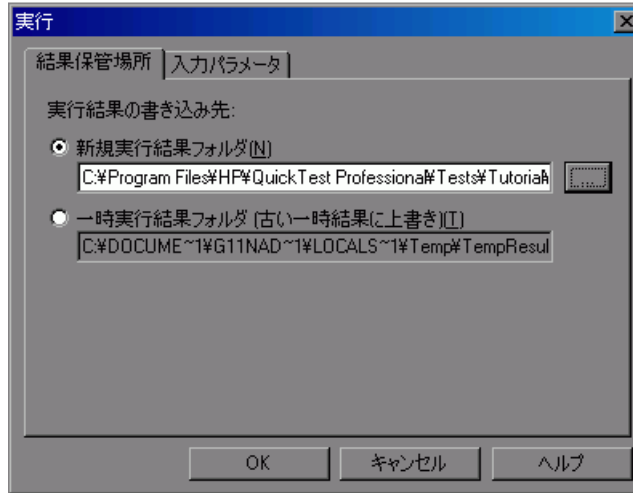 実行
結果保管場所 入力パラメータ
実行結果の書き込み先:
新規実行結果フォルダ(N)
C:¥Program Files¥HP¥QuickTest Professional¥Tests¥Tutorial¥
...
一時実行結果フォルダ (古い一時結果に上書き)(T)
C:¥DOCUME~1¥G11NAD~1¥LOCALS~1¥Temp¥TempResul
OK キャンセル ヘルプ